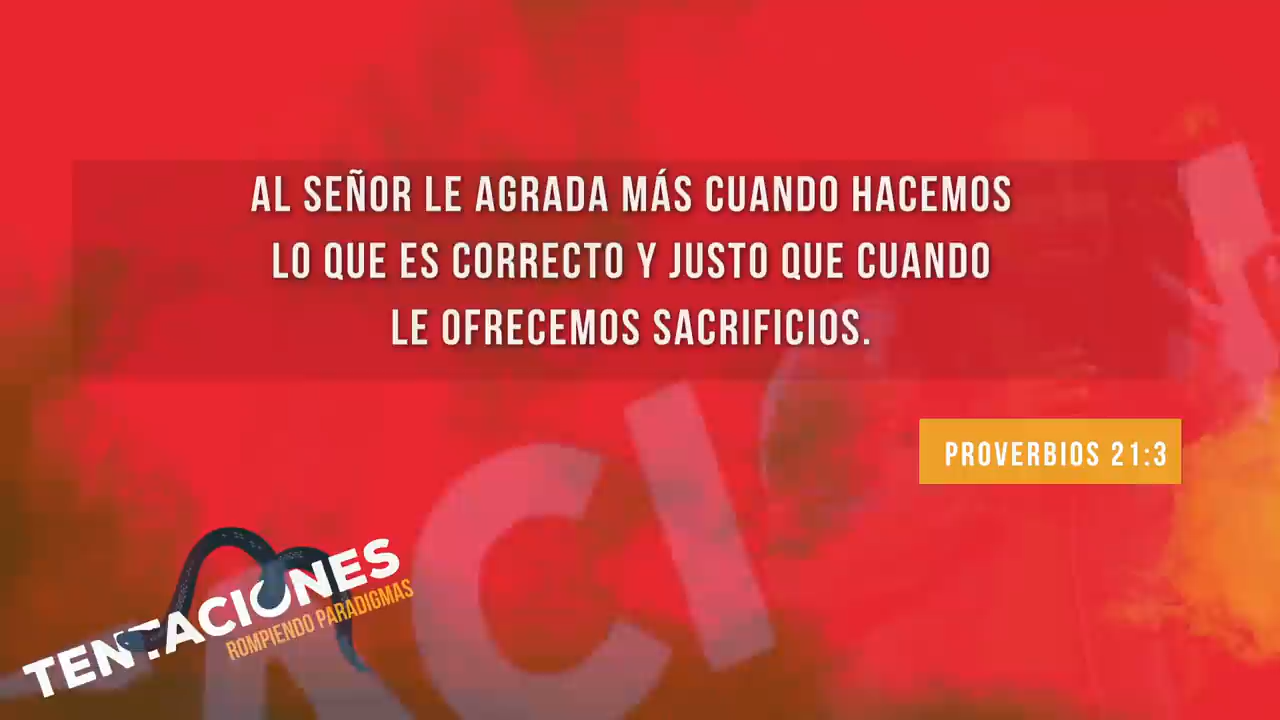 AL SEÑOR LE AGRADA MÁS CUANDO HACEMOS
LO QUE ES CORRECTO Y JUSTO QUE CUANDO
LE OFRECEMOS SACRIFICIOS.
PROVERBIOS 21:3
TENTACIONES
ROMPIENDO PARADIGMAS